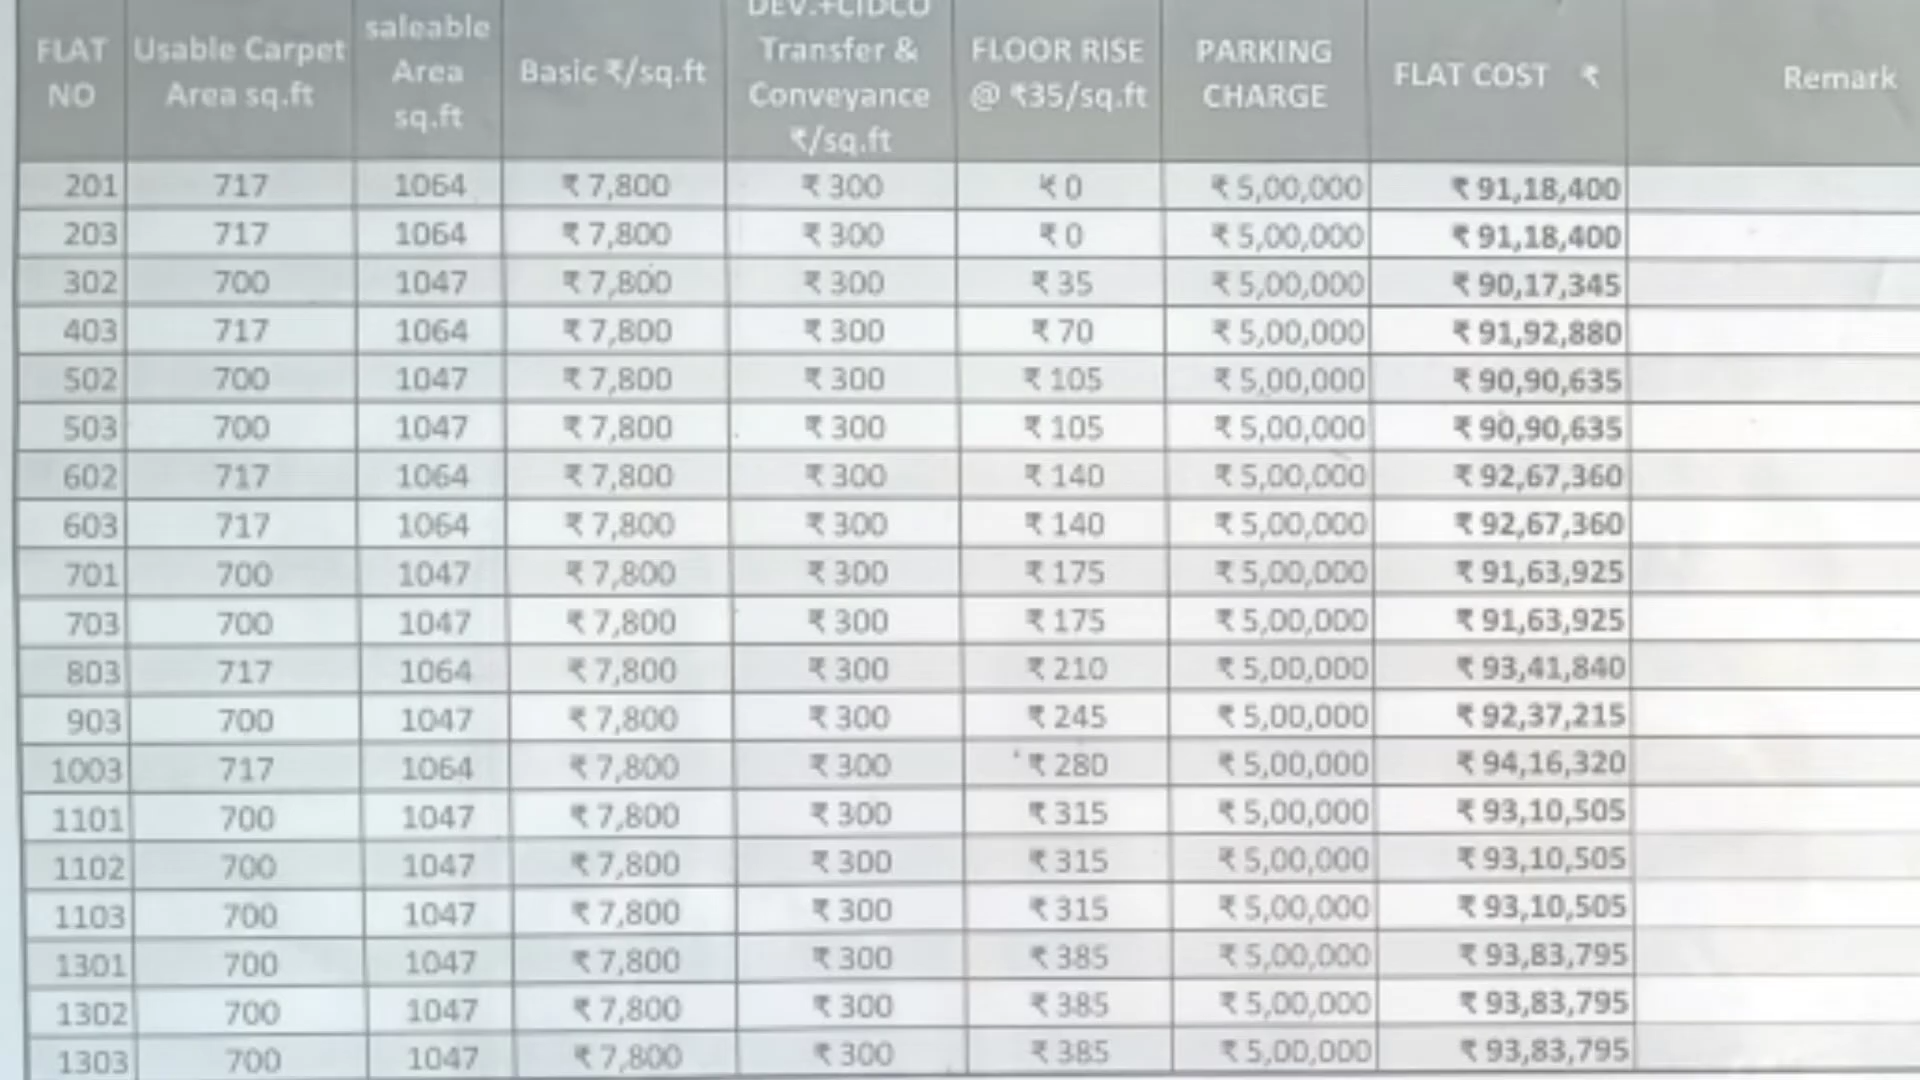 FLAT NO Usable Carpet Area sq.ft saleable Area sq.ft Basic ₹/sq.ft DEV.+CIDCO Transfer & Conveyance ₹/sq.ft FLOOR RISE @ ₹35/sq.ft PARKING CHARGE FLAT COST ₹ Remark
201 717 1064 ₹ 7,800 ₹ 300 ₹ 0 ₹ 5,00,000 ₹ 91,18,400
203 717 1064 ₹ 7,800 ₹ 300 ₹ 0 ₹ 5,00,000 ₹ 91,18,400
302 700 1047 ₹ 7,800 ₹ 300 ₹ 35 ₹ 5,00,000 ₹ 90,17,345
403 717 1064 ₹ 7,800 ₹ 300 ₹ 70 ₹ 5,00,000 ₹ 91,92,880
502 700 1047 ₹ 7,800 ₹ 300 ₹ 105 ₹ 5,00,000 ₹ 90,90,635
503 700 1047 ₹ 7,800 ₹ 300 ₹ 105 ₹ 5,00,000 ₹ 90,90,635
602 717 1064 ₹ 7,800 ₹ 300 ₹ 140 ₹ 5,00,000 ₹ 92,67,360
603 717 1064 ₹ 7,800 ₹ 300 ₹ 140 ₹ 5,00,000 ₹ 92,67,360
701 700 1047 ₹ 7,800 ₹ 300 ₹ 175 ₹ 5,00,000 ₹ 91,63,925
703 700 1047 ₹ 7,800 ₹ 300 ₹ 175 ₹ 5,00,000 ₹ 91,63,925
803 717 1064 ₹ 7,800 ₹ 300 ₹ 210 ₹ 5,00,000 ₹ 93,41,840
903 700 1047 ₹ 7,800 ₹ 300 ₹ 245 ₹ 5,00,000 ₹ 92,37,215
1003 717 1064 ₹ 7,800 ₹ 300 ₹ 280 ₹ 5,00,000 ₹ 94,16,320
1101 700 1047 ₹ 7,800 ₹ 300 ₹ 315 ₹ 5,00,000 ₹ 93,10,505
1102 700 1047 ₹ 7,800 ₹ 300 ₹ 315 ₹ 5,00,000 ₹ 93,10,505
1103 700 1047 ₹ 7,800 ₹ 300 ₹ 315 ₹ 5,00,000 ₹ 93,10,505
1301 700 1047 ₹ 7,800 ₹ 300 ₹ 385 ₹ 5,00,000 ₹ 93,83,795
1302 700 1047 ₹ 7,800 ₹ 300 ₹ 385 ₹ 5,00,000 ₹ 93,83,795
1303 700 1047 ₹ 7,800 ₹ 300 ₹ 385 ₹ 5,00,000 ₹ 93,83,795